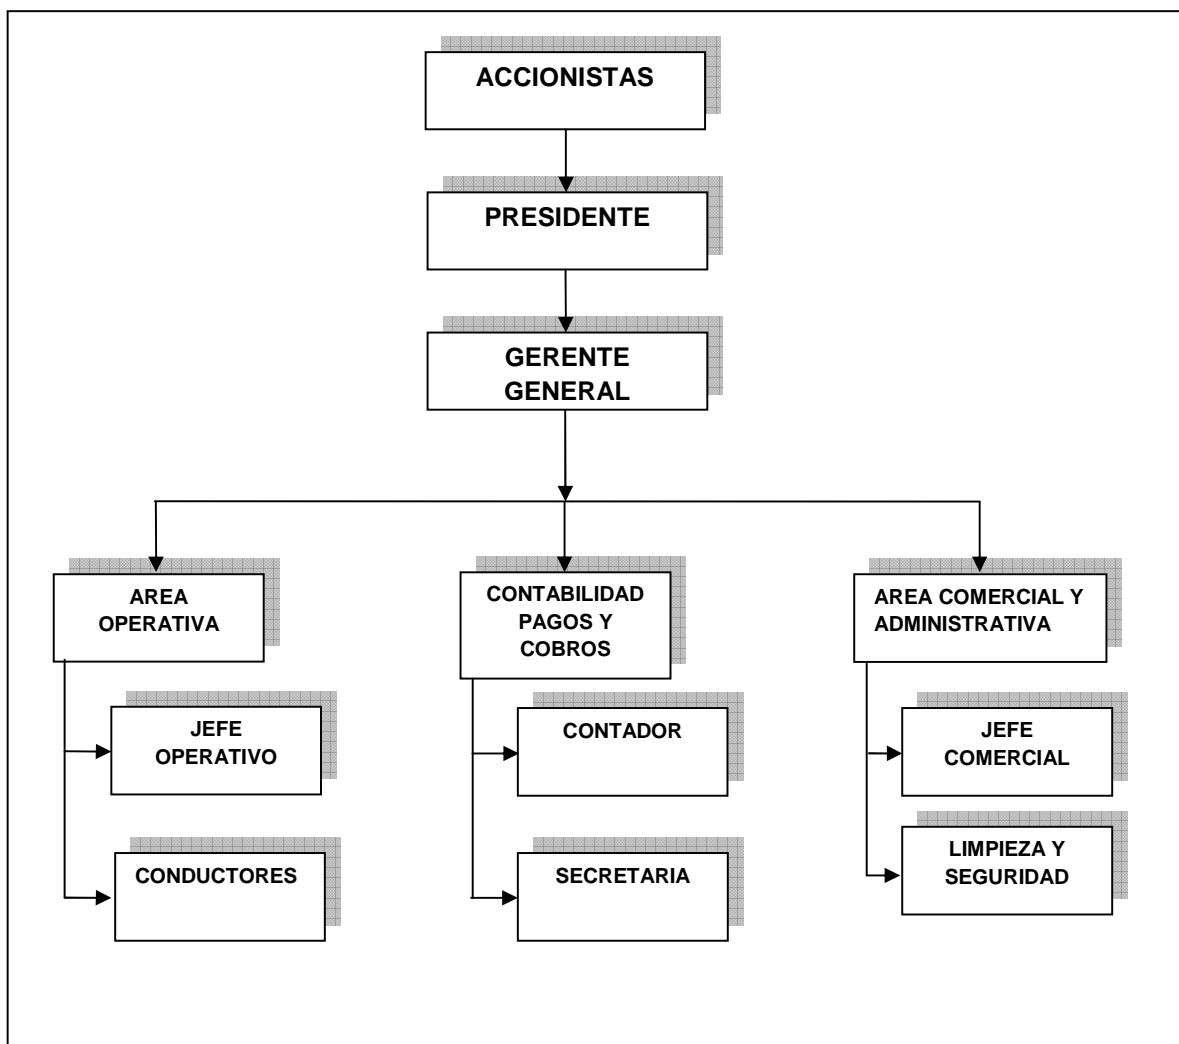 ACCIONISTAS
PRESIDENTE
GERENTE
GENERAL
AREA
OPERATIVA
CONTABILIDAD
PAGOS Y
COBROS
AREA COMERCIAL Y
ADMINISTRATIVA
JEFE
OPERATIVO
CONTADOR
JEFE
COMERCIAL
CONDUCTORES
SECRETARIA
LIMPIEZA Y
SEGURIDAD